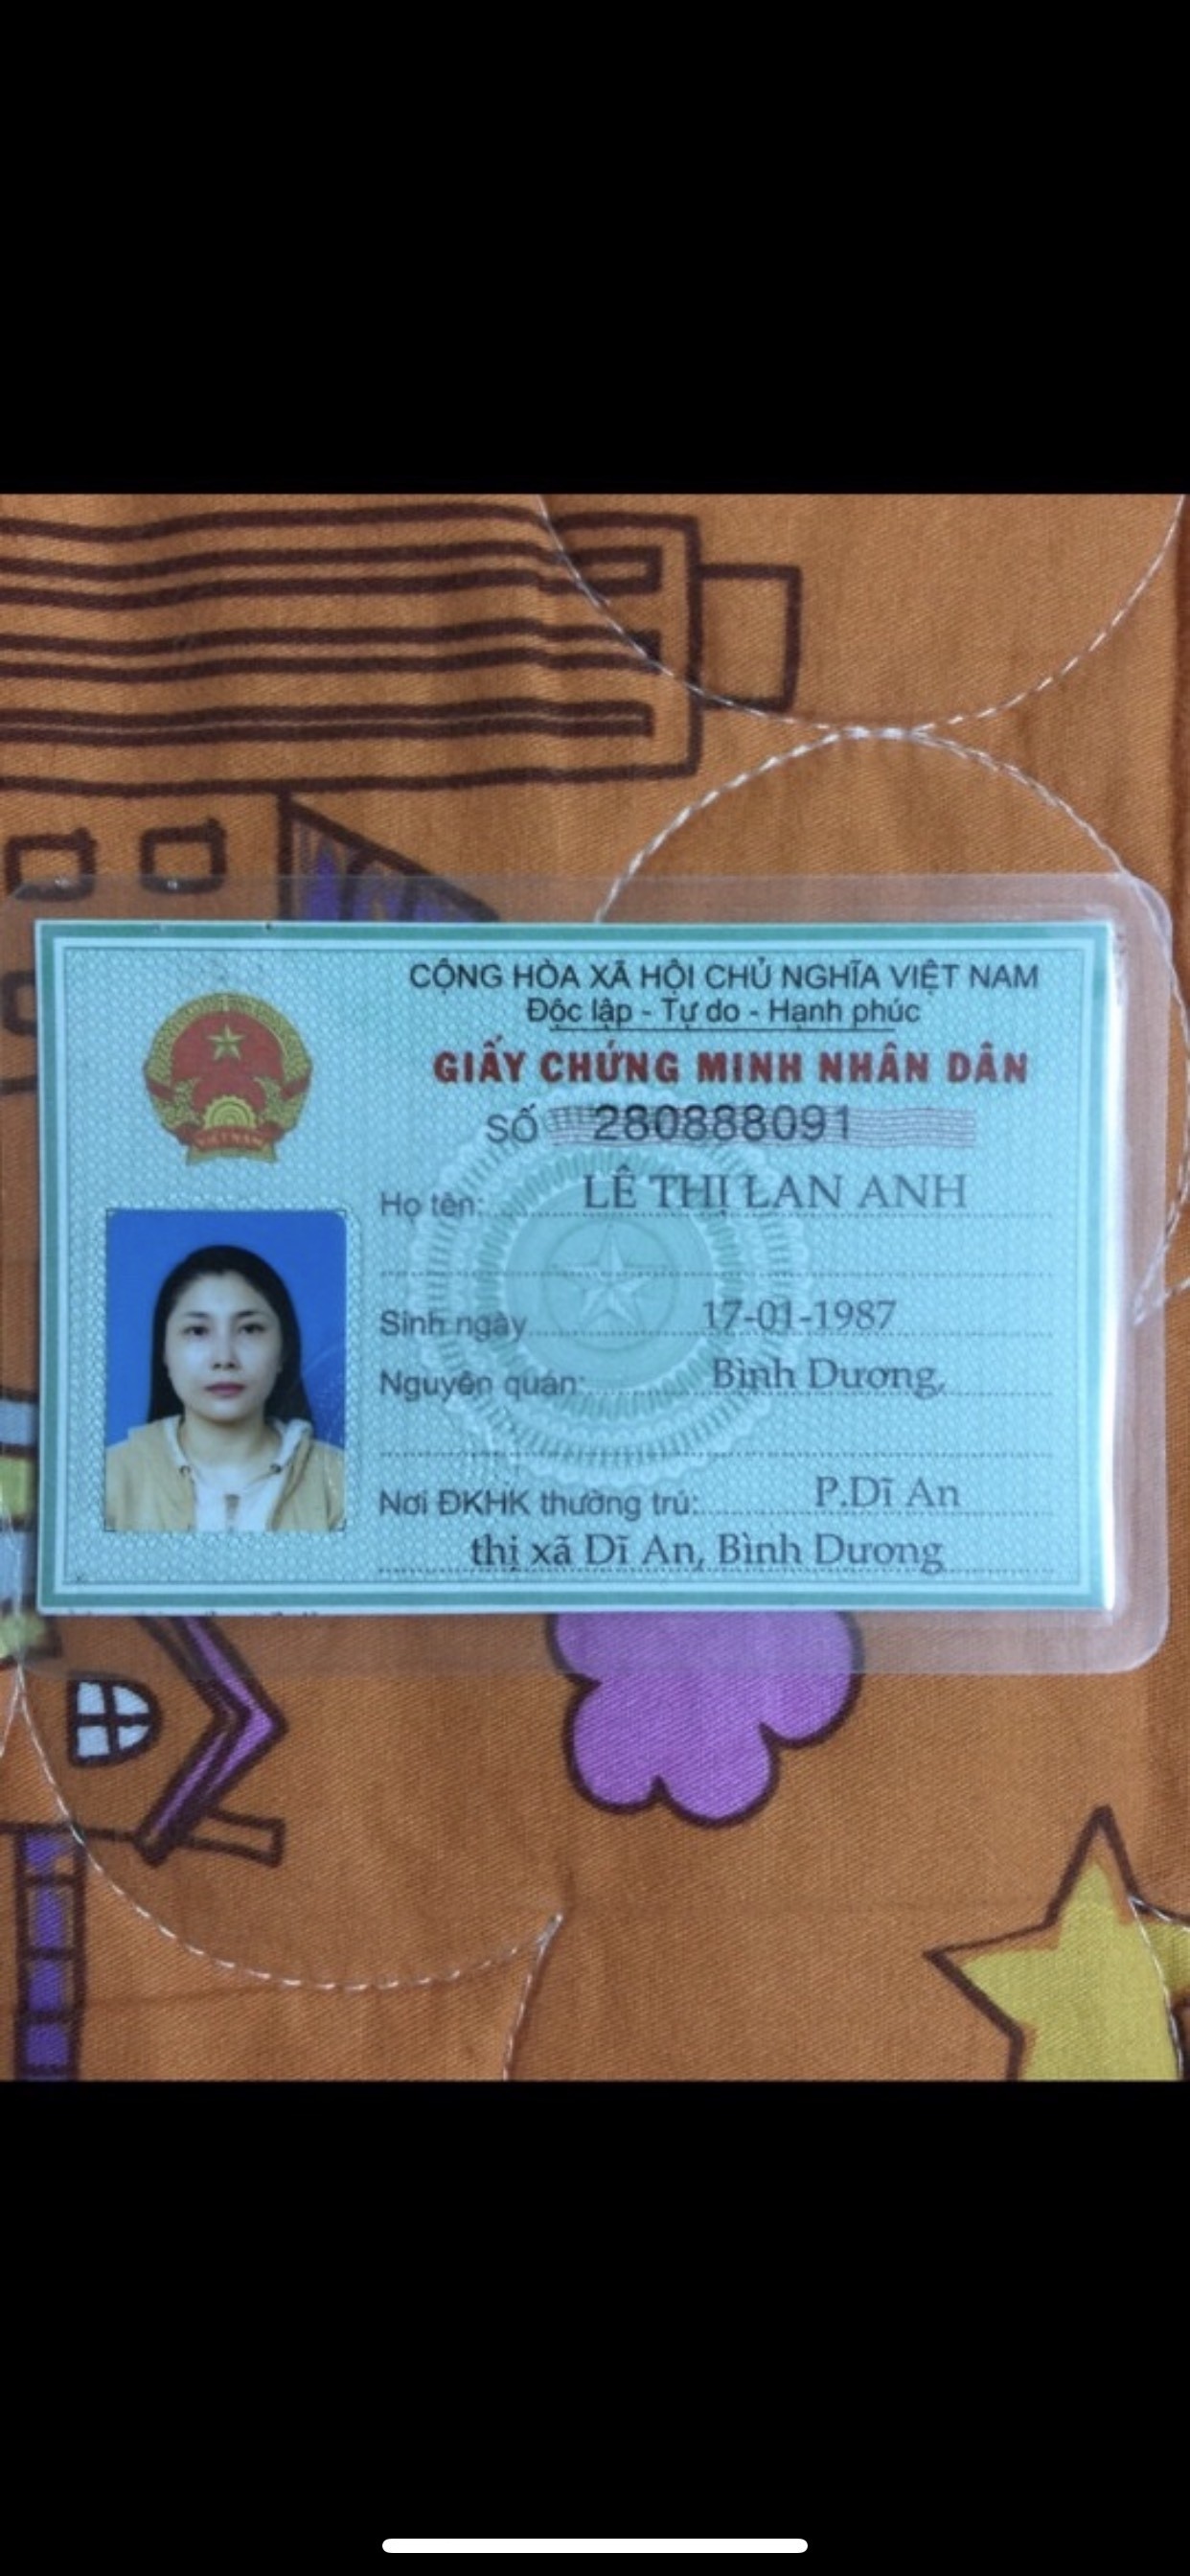 CỘNG HÒA XÃ HỘI CHỦ NGHĨA VIỆT NAM
Độc lập - Tự do - Hạnh phúc
GIẤY CHỨNG MINH NHÂN DÂN
SỐ 280888091
VIỆT NAM
Họ tên: LÊ THỊ LAN ANH
Sinh ngày 17-01-1987
Nguyên quán: Bình Dương,
Nơi ĐKHK thường trú: P.Dĩ An
thị xã Dĩ An, Bình Dương